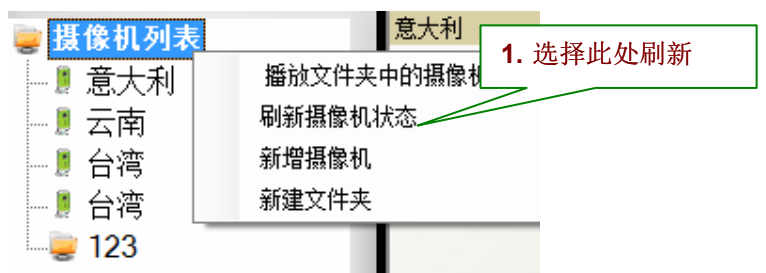 摄像机列表
意大利
云南
台湾
台湾
123
意大利
播放文件夹中的摄像机
刷新摄像机状态
新增摄像机
新建文件夹
1. 选择此处刷新